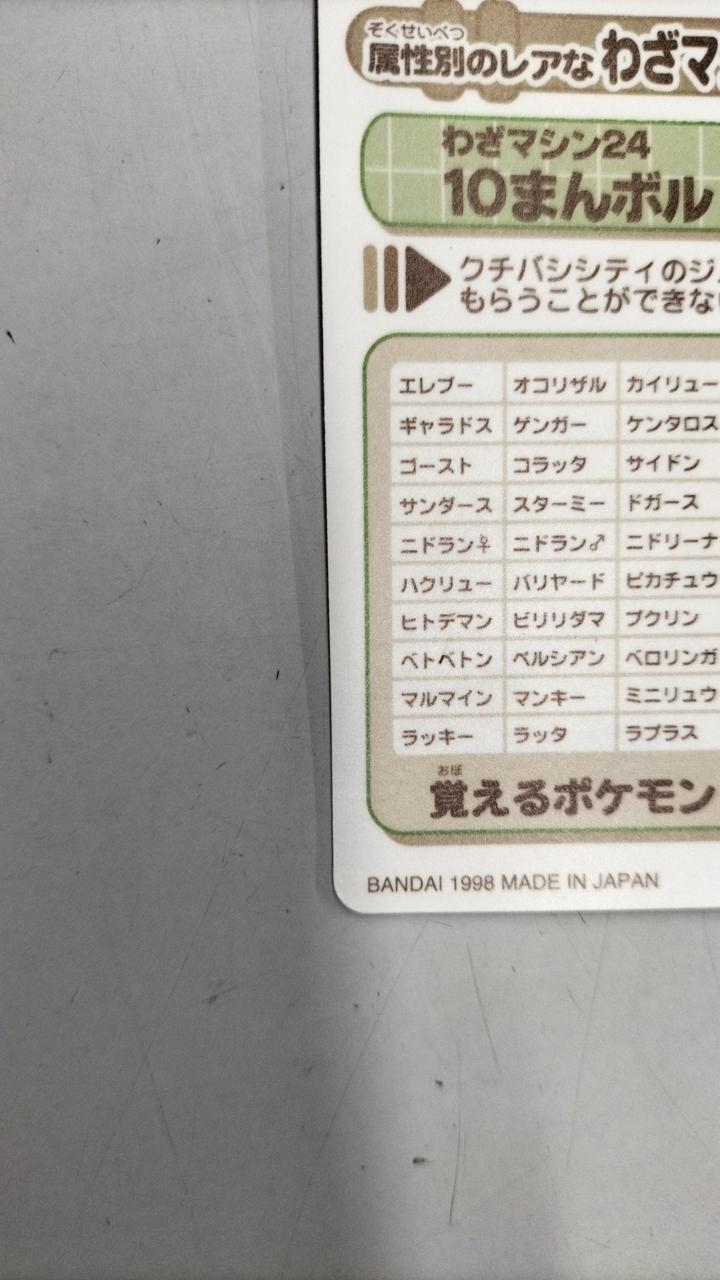 ぞくせいべつ
属性別のレアなわざマ
わざマシン24
10まんボル
クチバシシティのジ
もらうことができな
エレブー オコリザル カイリュー
ギャラドス ゲンガー ケンタロス
ゴースト コラッタ サイドン
サンダース スターミー ドガース
ニドラン♀ ニドラン♂ ニドリーナ
ハクリュー バリヤード ピカチュウ
ヒトデマン ビリリダマ プクリン
ベトベトン ペルシアン ベロリンガ
マルマイン マンキー ミニリュウ
ラッキー ラッタ ラプラス
おぼ
覚えるポケモン
BANDAI 1998 MADE IN JAPAN